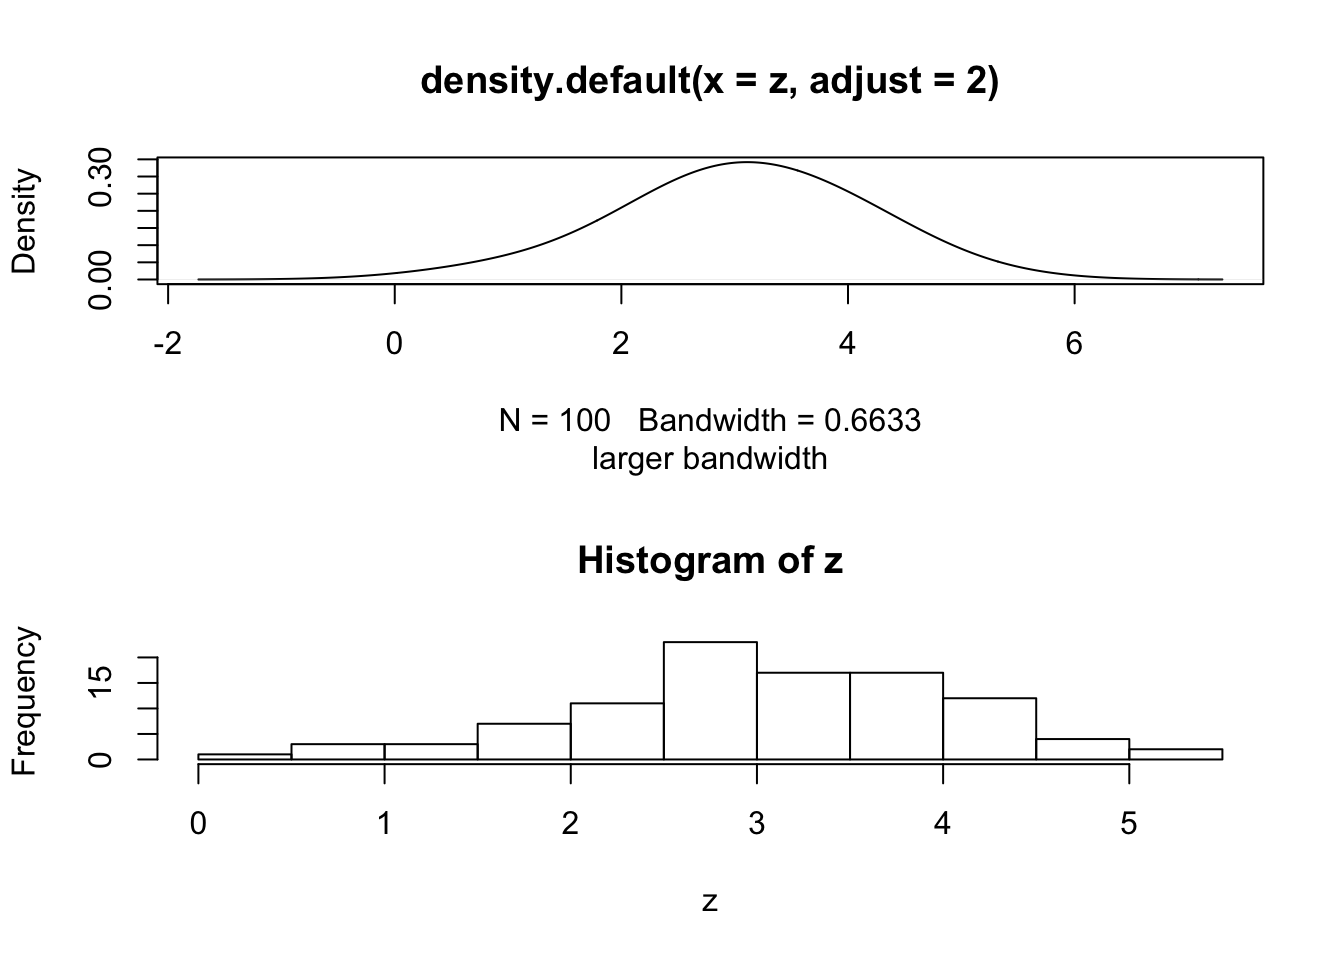 density.default(x = z, adjust = 2)
Density
0.30
0.00
-2 0 2 4 6
N = 100   Bandwidth = 0.6633
larger bandwidth
Histogram of z
Frequency
15
0
0 1 2 3 4 5
z